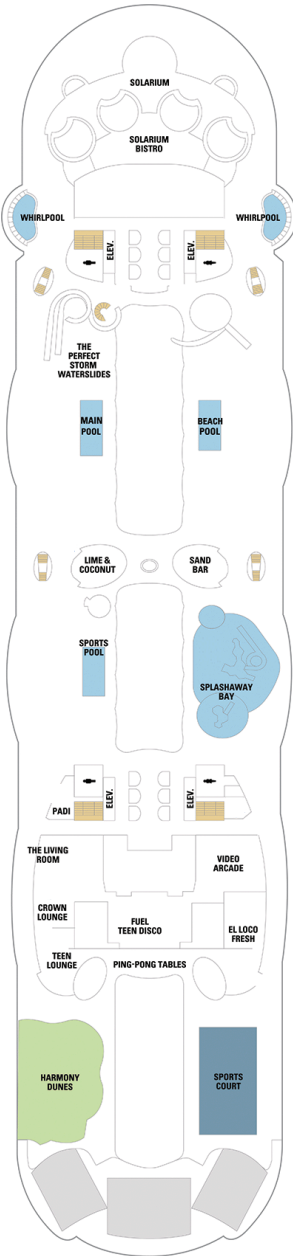 SOLARIUM
SOLARIUM
BISTRO
WHIRLPOOL
WHIRLPOOL
ELEV.
ELEV.
THE
PERFECT
STORM
WATERSLIDES
MAIN
POOL
BEACH
POOL
LIME &
COCONUT
SAND
BAR
SPORTS
POOL
SPLASHAWAY
BAY
ELEV.
ELEV.
PADI
THE LIVING
ROOM
VIDEO
ARCADE
CROWN
LOUNGE
FUEL
TEEN DISCO
EL LOCO
FRESH
TEEN
LOUNGE
PING-PONG TABLES
HARMONY
DUNES
SPORTS
COURT